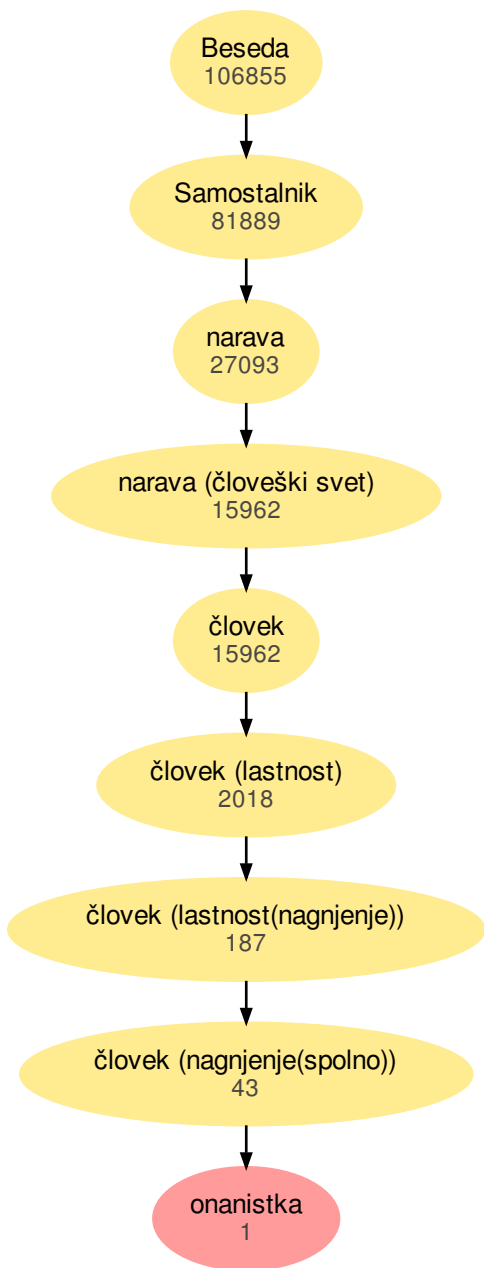 Beseda
106855
Samostalnik
81889
narava
27093
narava (človeški svet)
15962
človek
15962
človek (lastnost)
2018
človek (lastnost(nagnjenje))
187
človek (nagnjenje(spolno))
43
onanistka
1